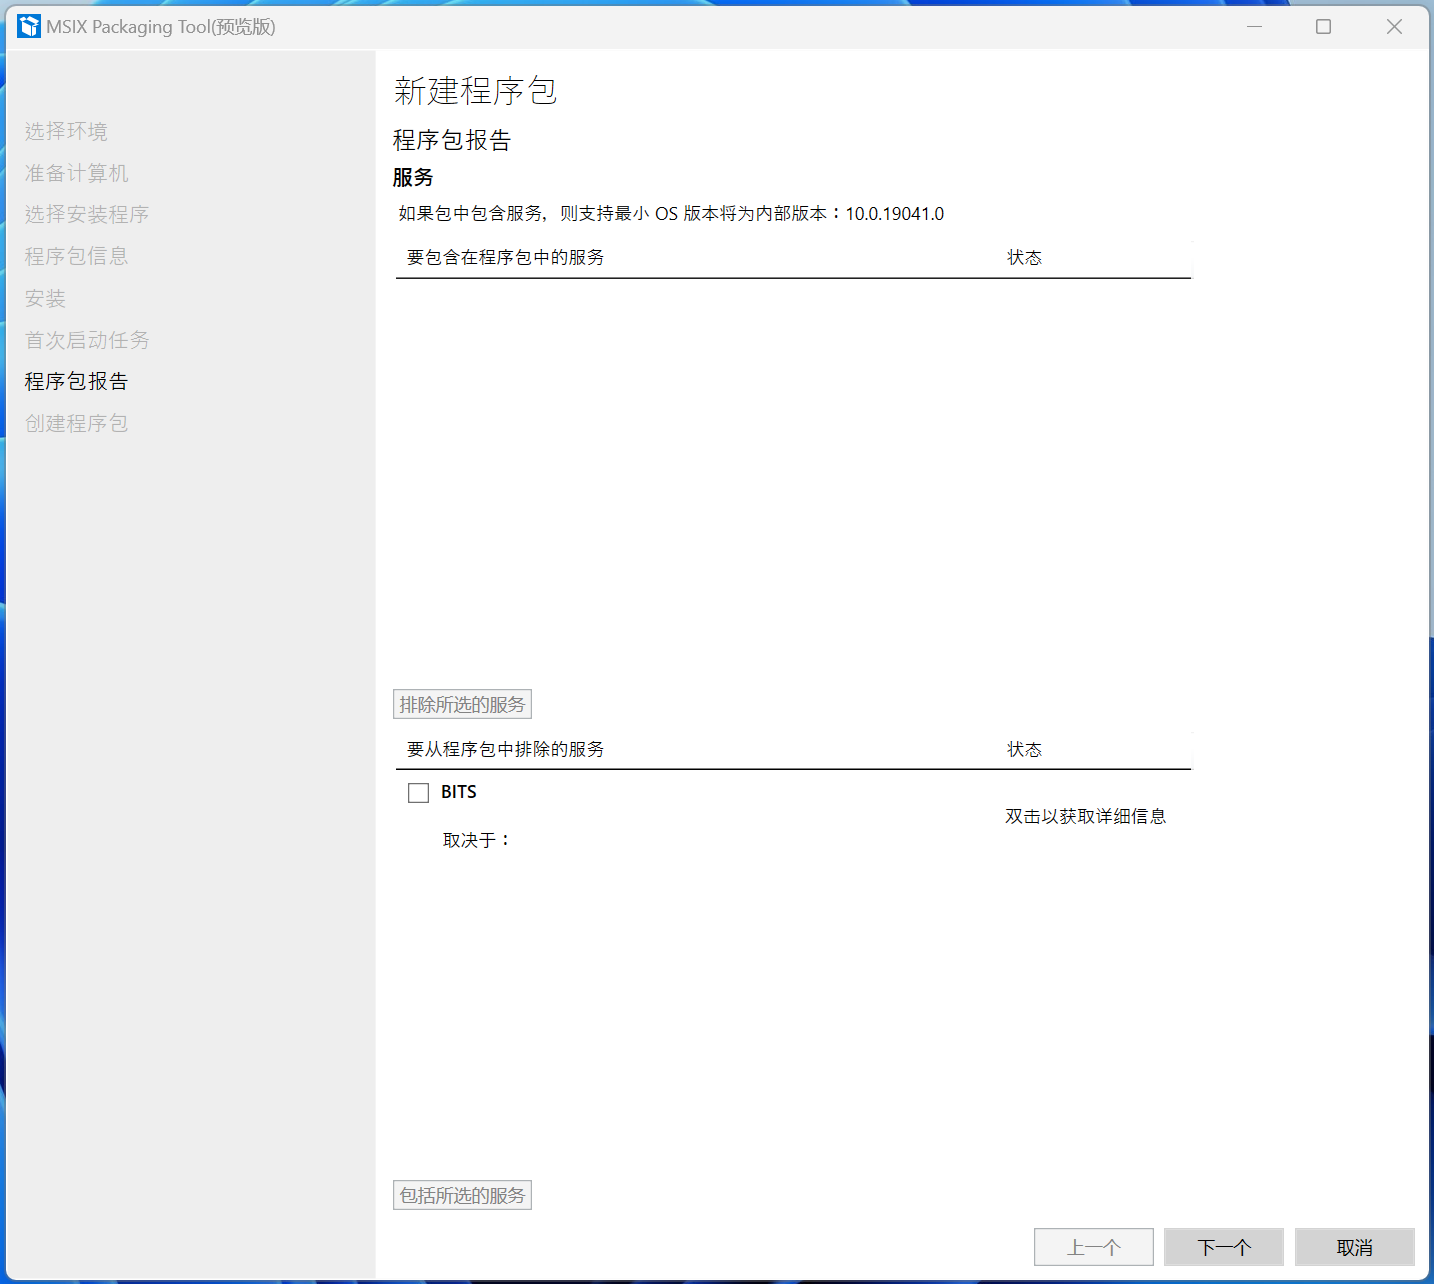 MSIX Packaging Tool(预览版)
选择环境
准备计算机
选择安装程序
程序包信息
安装
首次启动任务
程序包报告
创建程序包
新建程序包
程序包报告
服务
如果包中包含服务，则支持最小 OS 版本将为内部版本：10.0.19041.0
要包含在程序包中的服务 状态
排除所选的服务
要从程序包中排除的服务 状态
BITS
双击以获取详细信息
取决于：
包括所选的服务
上一个 下一个 取消